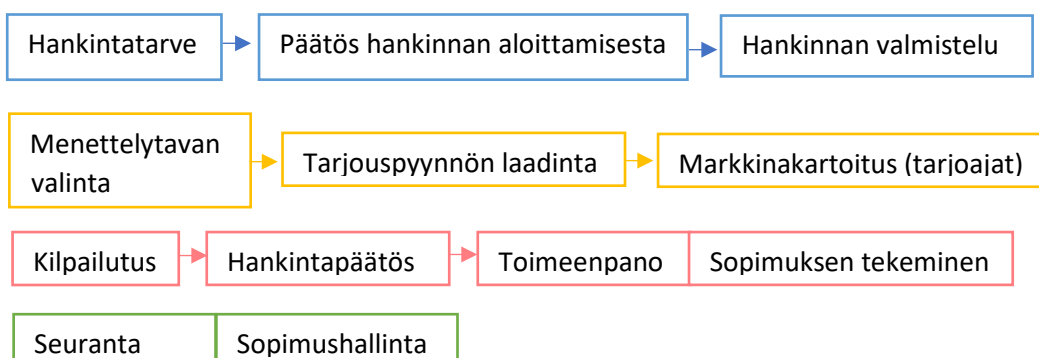 Hankintatarve
Päätös hankinnan aloittamisesta
Hankinnan valmistelu
Menettelytavan
valinta
Tarjouspyynnön laadinta
Markkinakartoitus (tarjoajat)
Kilpailutus
Hankintapäätös
Toimeenpano
Sopimuksen tekeminen
Seuranta
Sopimushallinta